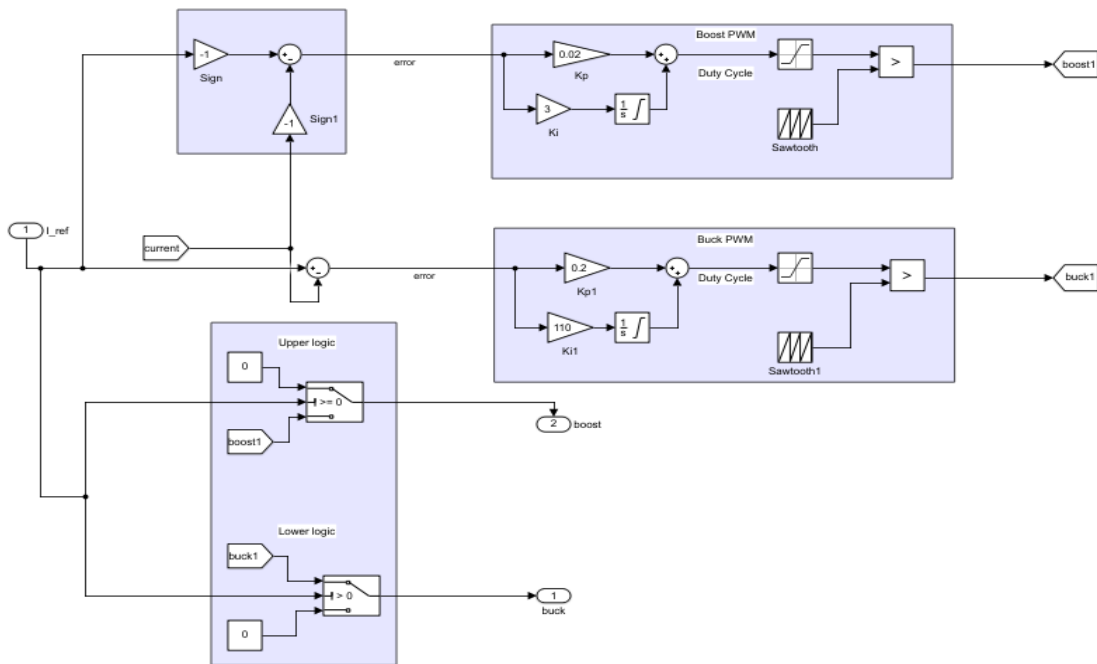 -1
Sign
-1
Sign1
error
Boost PWM
0.02
Kp
3
Ki
1
s
Duty Cycle
Sawtooth
>
boost1
1
I_ref
current
error
Buck PWM
0.2
Kp1
110
Ki1
1
s
Duty Cycle
Sawtooth1
>
buck1
Upper logic
0
>= 0
boost1
2
boost
Lower logic
buck1
> 0
0
1
buck